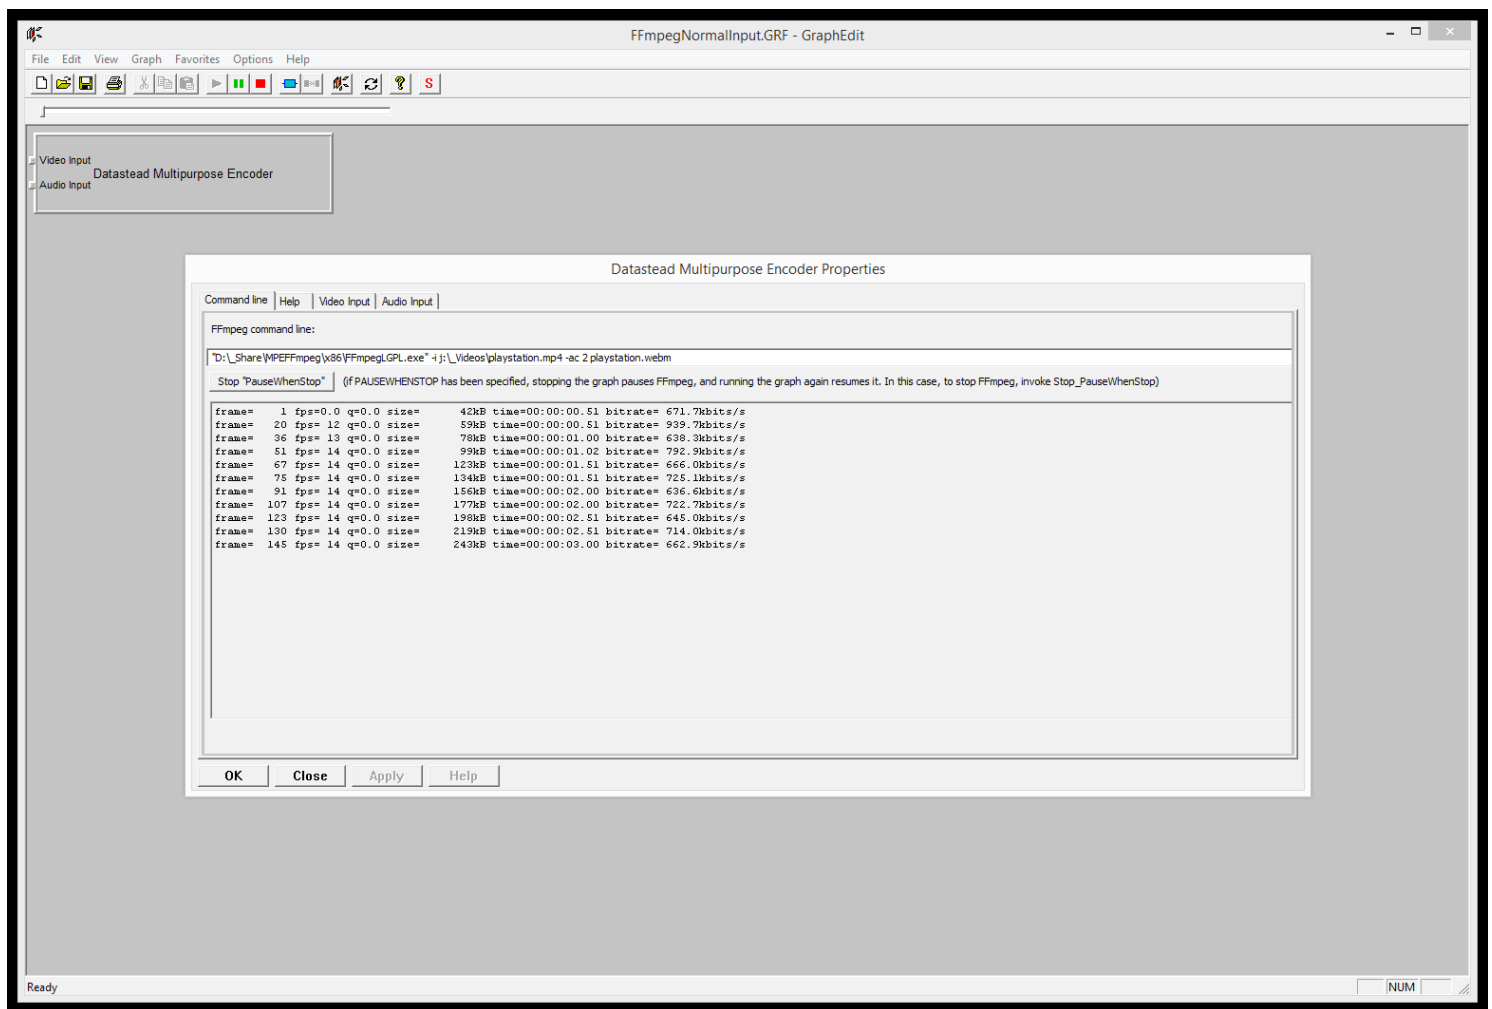 FFmpegNormalInput.GRF - GraphEdit
File Edit View Graph Favorites Options Help
S
Video Input
Datastead Multipurpose Encoder
Audio Input
Datastead Multipurpose Encoder Properties
Command line Help Video Input Audio Input
FFmpeg command line:
"D:\_Share\MPEFFmpeg\x86\FFmpegLGPL.exe" -i j:\_Videos\playstation.mp4 -ac 2 playstation.webm
Stop "PauseWhenStop" (if PAUSEWHENSTOP has been specified, stopping the graph pauses FFmpeg, and running the graph again resumes it. In this case, to stop FFmpeg, invoke Stop_PauseWhenStop)
frame=    1 fps=0.0 q=0.0 size=      42kB time=00:00:00.51 bitrate= 671.7kbits/s
frame=   20 fps= 12 q=0.0 size=      59kB time=00:00:00.51 bitrate= 939.7kbits/s
frame=   36 fps= 13 q=0.0 size=      78kB time=00:00:01.00 bitrate= 638.3kbits/s
frame=   51 fps= 14 q=0.0 size=      99kB time=00:00:01.02 bitrate= 792.9kbits/s
frame=   67 fps= 14 q=0.0 size=     123kB time=00:00:01.51 bitrate= 666.0kbits/s
frame=   75 fps= 14 q=0.0 size=     134kB time=00:00:01.51 bitrate= 725.1kbits/s
frame=   91 fps= 14 q=0.0 size=     156kB time=00:00:02.00 bitrate= 636.6kbits/s
frame=  107 fps= 14 q=0.0 size=     177kB time=00:00:02.00 bitrate= 722.7kbits/s
frame=  123 fps= 14 q=0.0 size=     198kB time=00:00:02.51 bitrate= 645.0kbits/s
frame=  130 fps= 14 q=0.0 size=     219kB time=00:00:02.51 bitrate= 714.0kbits/s
frame=  145 fps= 14 q=0.0 size=     243kB time=00:00:03.00 bitrate= 662.9kbits/s
OK Close Apply Help
Ready NUM